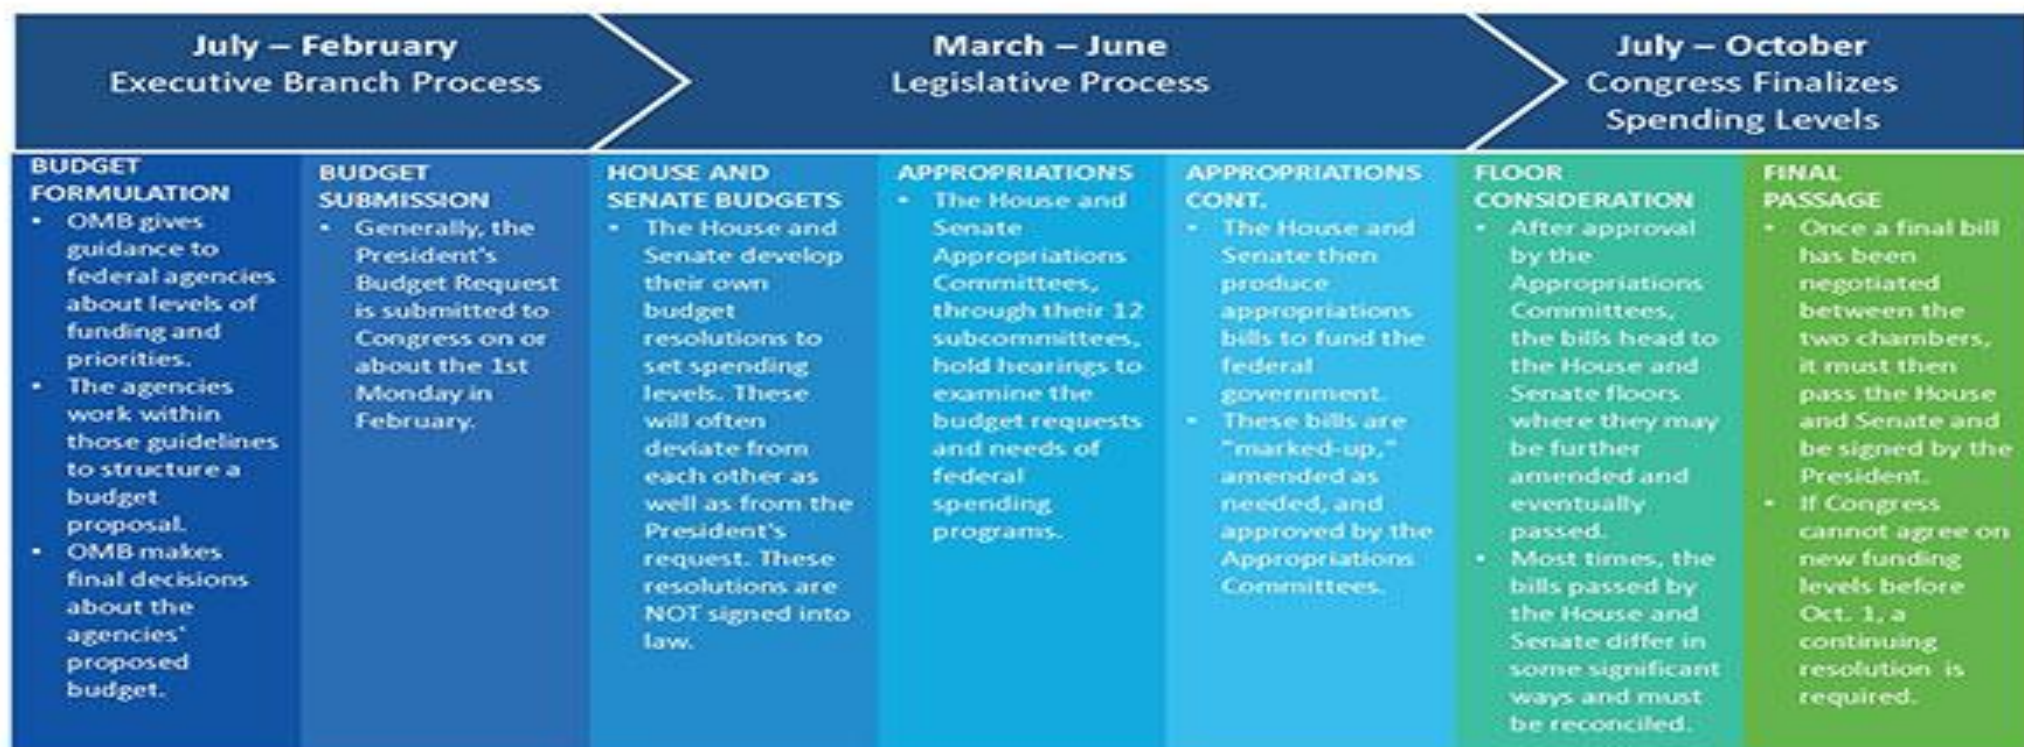 July – February
Executive Branch Process
March – June
Legislative Process
July – October
Congress Finalizes
Spending Levels
BUDGET
FORMULATION
• OMB gives
guidance to
federal agencies
about levels of
funding and
priorities.
• The agencies
work within
those guidelines
to structure a
budget
proposal.
• OMB makes
final decisions
about the
agencies'
proposed
budget.
BUDGET
SUBMISSION
• Generally, the
President's
Budget Request
is submitted to
Congress on or
about the 1st
Monday in
February.
HOUSE AND
SENATE BUDGETS
• The House and
Senate develop
their own
budget
resolutions to
set spending
levels. These
will often
deviate from
each other as
well as from the
President's
request. These
resolutions are
NOT signed into
law.
APPROPRIATIONS
• The House and
Senate
Appropriations
Committees,
through their 12
subcommittees,
hold hearings to
examine the
budget requests
and needs of
federal
spending
programs.
APPROPRIATIONS
CONT.
• The House and
Senate then
produce
appropriations
bills to fund the
federal
government.
• These bills are
"marked-up,"
amended as
needed, and
approved by the
Appropriations
Committees.
FLOOR
CONSIDERATION
• After approval
by the
Appropriations
Committees,
the bills head to
the House and
Senate floors
where they may
be further
amended and
eventually
passed.
• Most times, the
bills passed by
the House and
Senate differ in
some significant
ways and must
be reconciled.
FINAL
PASSAGE
• Once a final bill
has been
negotiated
between the
two chambers,
it must then
pass the House
and Senate and
be signed by the
President.
• If Congress
cannot agree on
new funding
levels before
Oct. 1, a
continuing
resolution is
required.